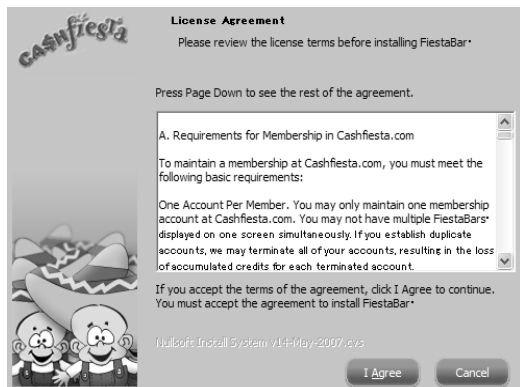 CASHfiesta
License Agreement
Please review the license terms before installing FiestaBar.
Press Page Down to see the rest of the agreement.
A. Requirements for Membership in Cashfiesta.com
To maintain a membership at Cashfiesta.com, you must meet the
following basic requirements:
One Account Per Member. You may only maintain one membership
account at Cashfiesta.com. You may not have multiple FiestaBars
displayed on one screen simultaneously. If you establish duplicate
accounts, we may terminate all of your accounts, resulting in the loss
of accumulated credits for each terminated account.
If you accept the terms of the agreement, click I Agree to continue.
You must accept the agreement to install FiestaBar.
Nullsoft Install System v14-May-2007.cvs
I Agree
Cancel